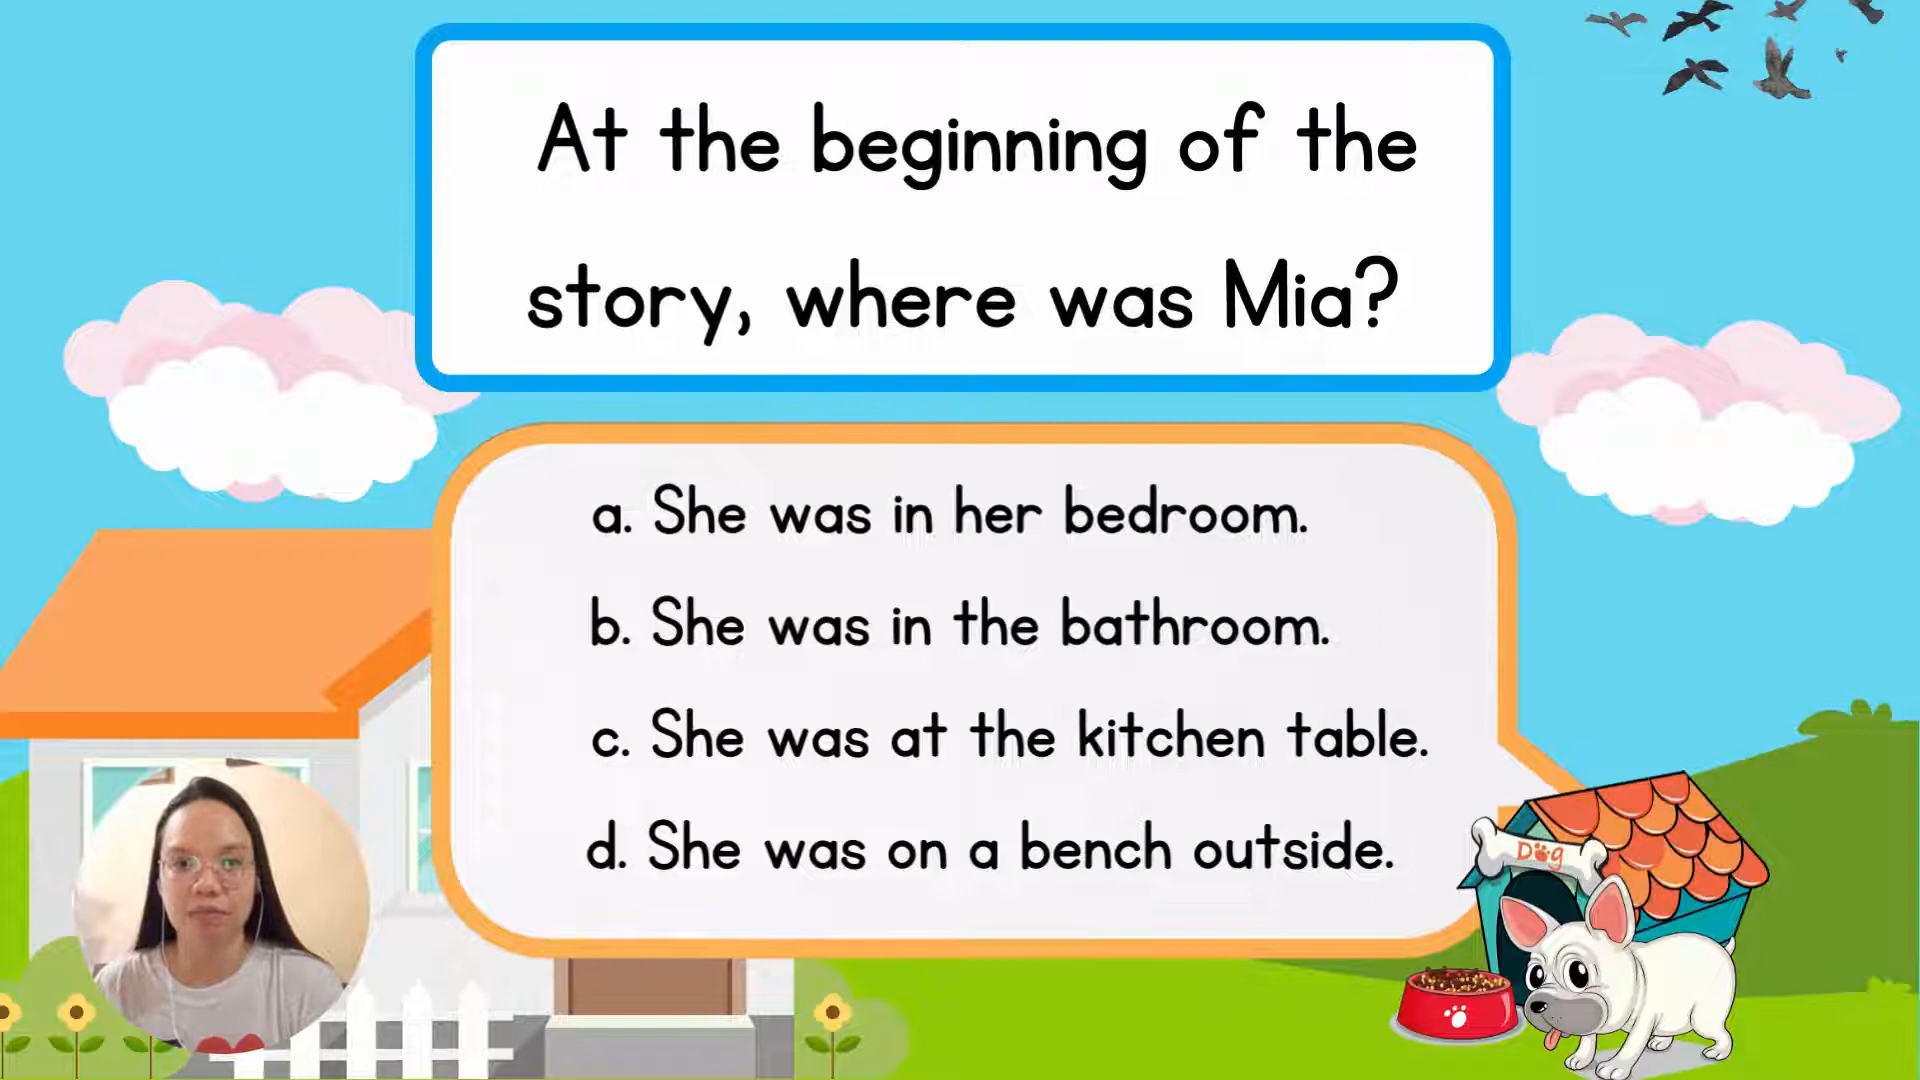 At the beginning of the
story, where was Mia?
a. She was in her bedroom.
b. She was in the bathroom.
c. She was at the kitchen table.
d. She was on a bench outside.
Dog